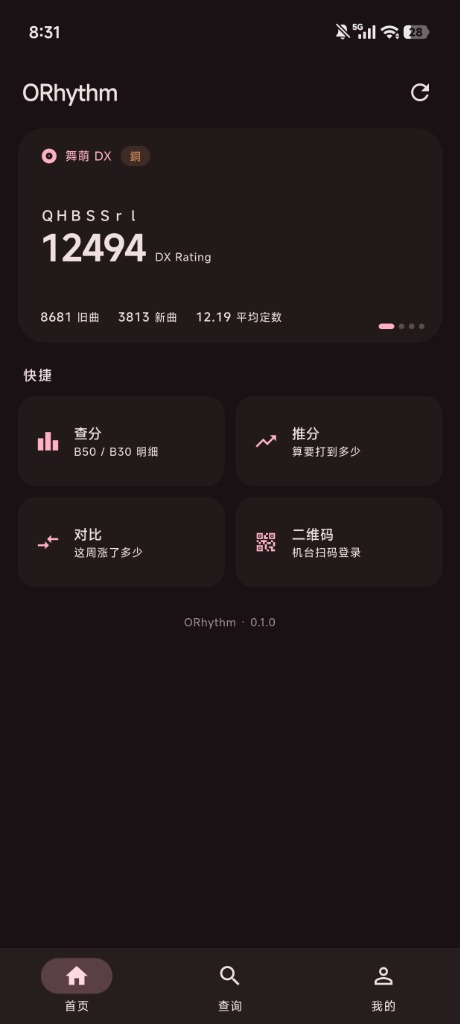 8:31
5G
28
ORhythm
舞萌 DX 銅
ＱＨＢＳＳｒｌ
12494 DX Rating
8681 旧曲 3813 新曲 12.19 平均定数
快捷
查分
B50 / B30 明细
推分
算要打到多少
对比
这周涨了多少
二维码
机台扫码登录
ORhythm · 0.1.0
首页
查询
我的